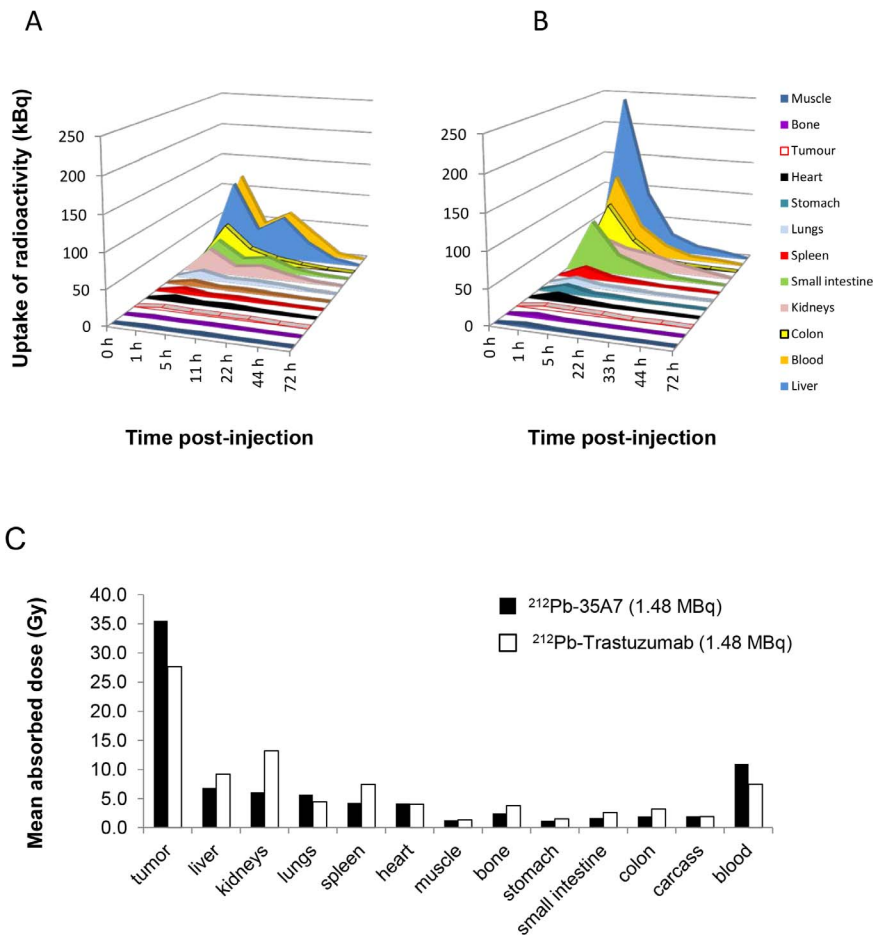 A
B
Uptake of radioactivity (kBq)
250
200
150
100
50
0
0 h
1 h
5 h
11 h
22 h
44 h
72 h
Time post-injection
250
200
150
100
50
0
0 h
1 h
5 h
22 h
33 h
44 h
72 h
Time post-injection
Muscle
Bone
Tumour
Heart
Stomach
Lungs
Spleen
Small intestine
Kidneys
Colon
Blood
Liver
C
Mean absorbed dose (Gy)
40.0
35.0
30.0
25.0
20.0
15.0
10.0
5.0
0.0
²¹²Pb-35A7 (1.48 MBq)
²¹²Pb-Trastuzumab (1.48 MBq)
tumor
liver
kidneys
lungs
spleen
heart
muscle
bone
stomach
small intestine
colon
carcass
blood